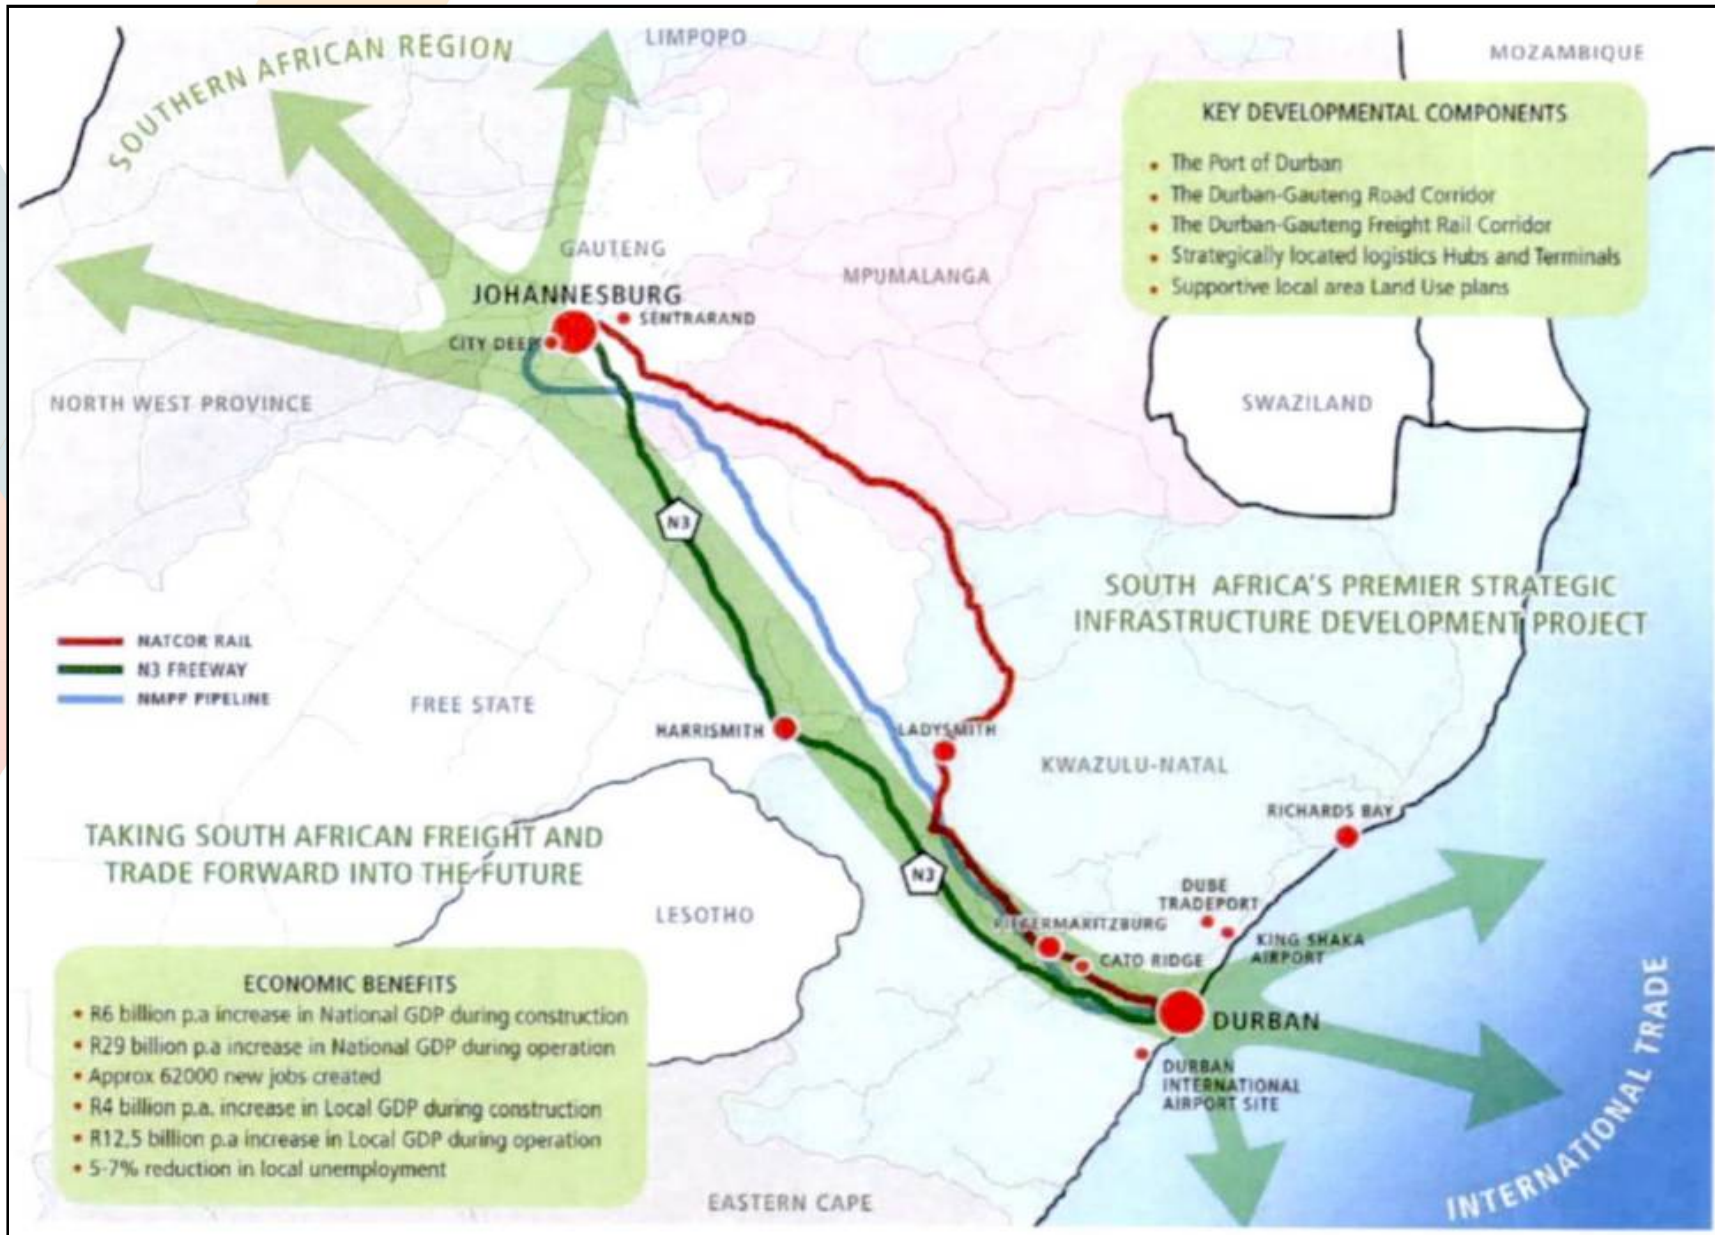 SOUTHERN AFRICAN REGION
LIMPOPO
MOZAMBIQUE
KEY DEVELOPMENTAL COMPONENTS
• The Port of Durban
• The Durban-Gauteng Road Corridor
• The Durban-Gauteng Freight Rail Corridor
• Strategically located logistics Hubs and Terminals
• Supportive local area Land Use plans
GAUTENG
MPUMALANGA
JOHANNESBURG
SENTRARAND
CITY DEEP
NORTH WEST PROVINCE
SWAZILAND
N3
SOUTH AFRICA'S PREMIER STRATEGIC
INFRASTRUCTURE DEVELOPMENT PROJECT
NATCOR RAIL
N3 FREEWAY
NMPP PIPELINE
FREE STATE
HARRISMITH
LADYSMITH
KWAZULU-NATAL
RICHARDS BAY
TAKING SOUTH AFRICAN FREIGHT AND
TRADE FORWARD INTO THE FUTURE
N3
LESOTHO
DUBE
TRADEPORT
PIETERMARITZBURG
KING SHAKA
AIRPORT
CATO RIDGE
DURBAN
DURBAN
INTERNATIONAL
AIRPORT SITE
INTERNATIONAL TRADE
ECONOMIC BENEFITS
• R6 billion p.a increase in National GDP during construction
• R29 billion p.a increase in National GDP during operation
• Approx 62000 new jobs created
• R4 billion p.a. increase in Local GDP during construction
• R12,5 billion p.a increase in Local GDP during operation
• 5-7% reduction in local unemployment
EASTERN CAPE